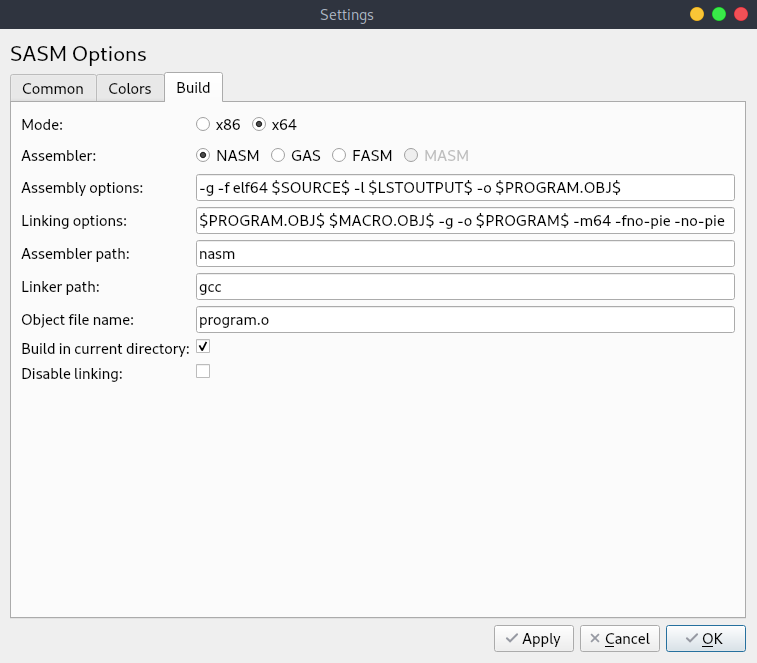 Settings
SASM Options
Common Colors Build
Mode: x86 x64
Assembler: NASM GAS FASM MASM
Assembly options: -g -f elf64 $SOURCE$ -l $LSTOUTPUT$ -o $PROGRAM.OBJ$
Linking options: $PROGRAM.OBJ$ $MACRO.OBJ$ -g -o $PROGRAM$ -m64 -fno-pie -no-pie
Assembler path: nasm
Linker path: gcc
Object file name: program.o
Build in current directory:
Disable linking:
Apply Cancel OK